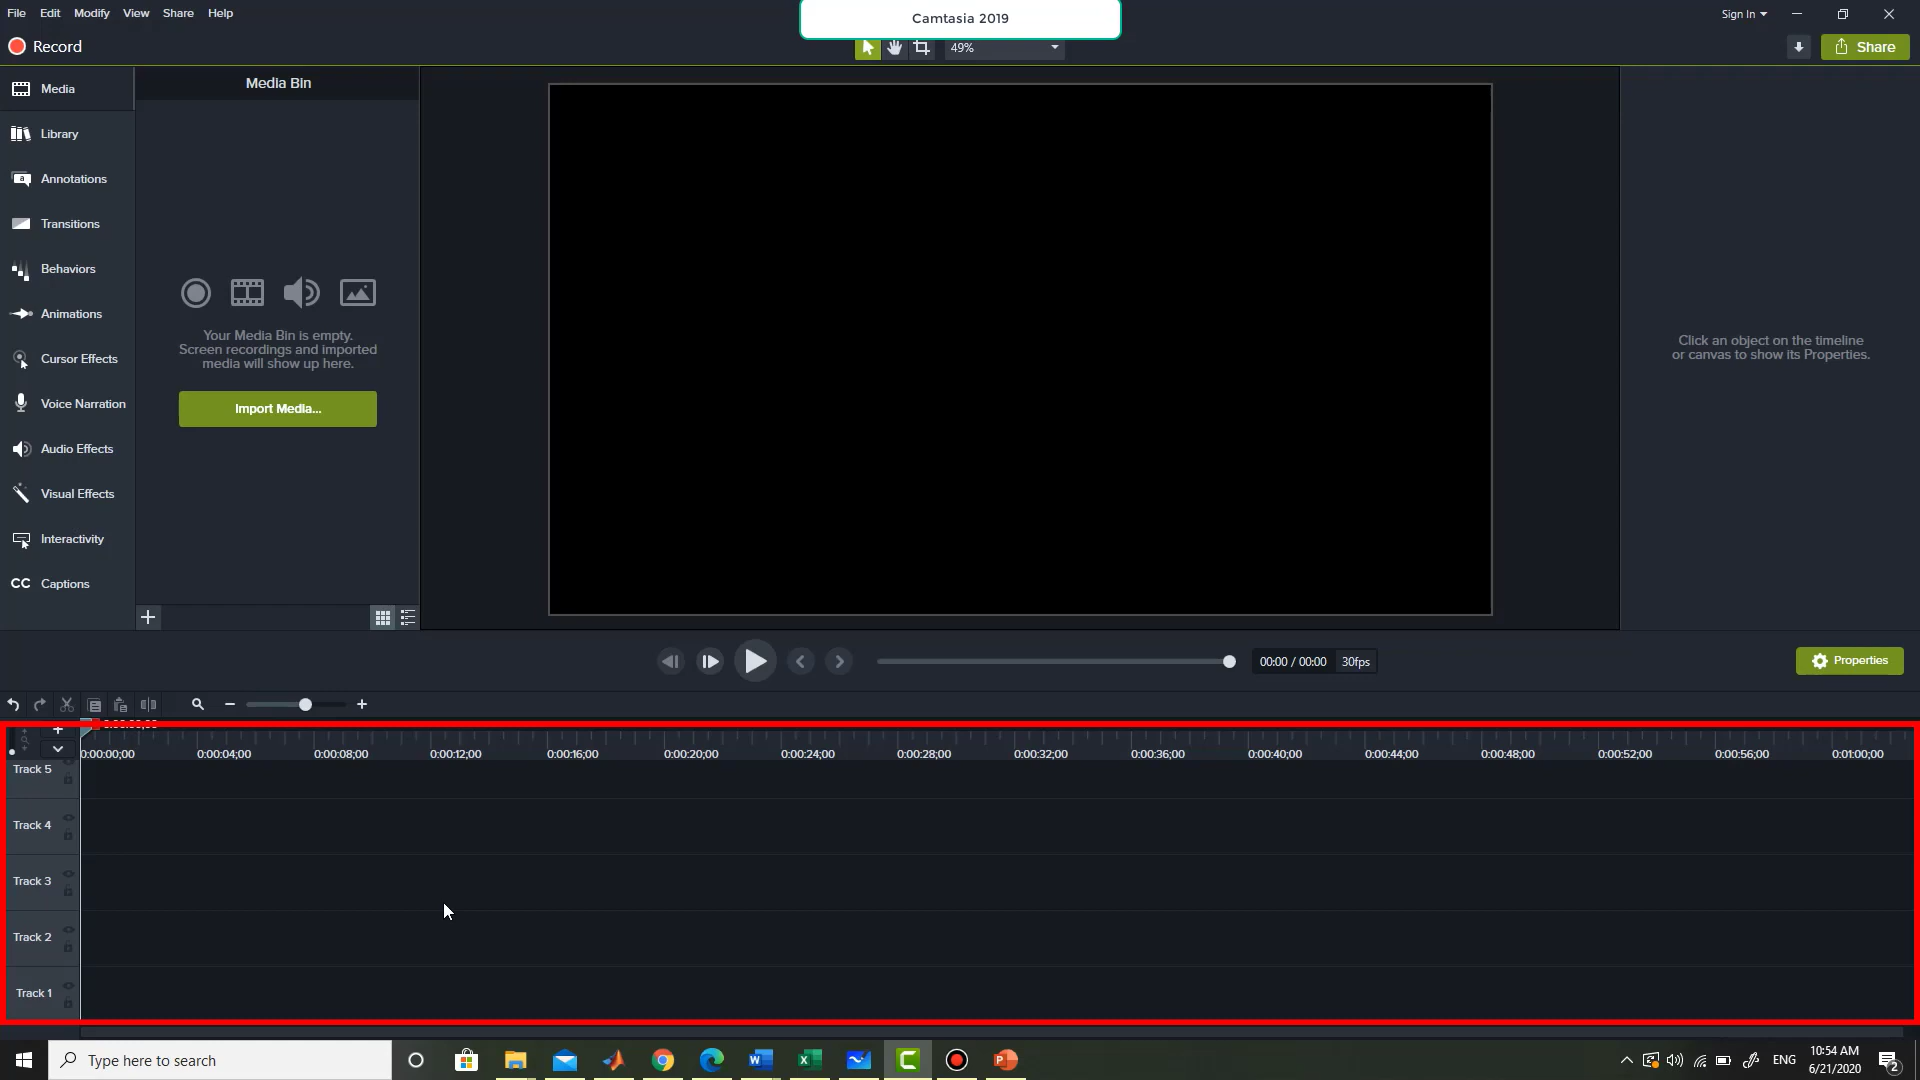 File Edit Modify View Share Help
Camtasia 2019
Sign In
Record
49%
Share
Media
Media Bin
Library
Annotations
Transitions
Behaviors
Animations
Cursor Effects
Voice Narration
Audio Effects
Visual Effects
Interactivity
CC Captions
Your Media Bin is empty.
Screen recordings and imported
media will show up here.
Import Media...
Click an object on the timeline
or canvas to show its Properties.
00:00 / 00:00 30fps
Properties
0:00:00;00 0:00:04;00 0:00:08;00 0:00:12;00 0:00:16;00 0:00:20;00 0:00:24;00 0:00:28;00 0:00:32;00 0:00:36;00 0:00:40;00 0:00:44;00 0:00:48;00 0:00:52;00 0:00:56;00 0:01:00;00
Track 5
Track 4
Track 3
Track 2
Track 1
Type here to search
ENG
10:54 AM
6/21/2020
2